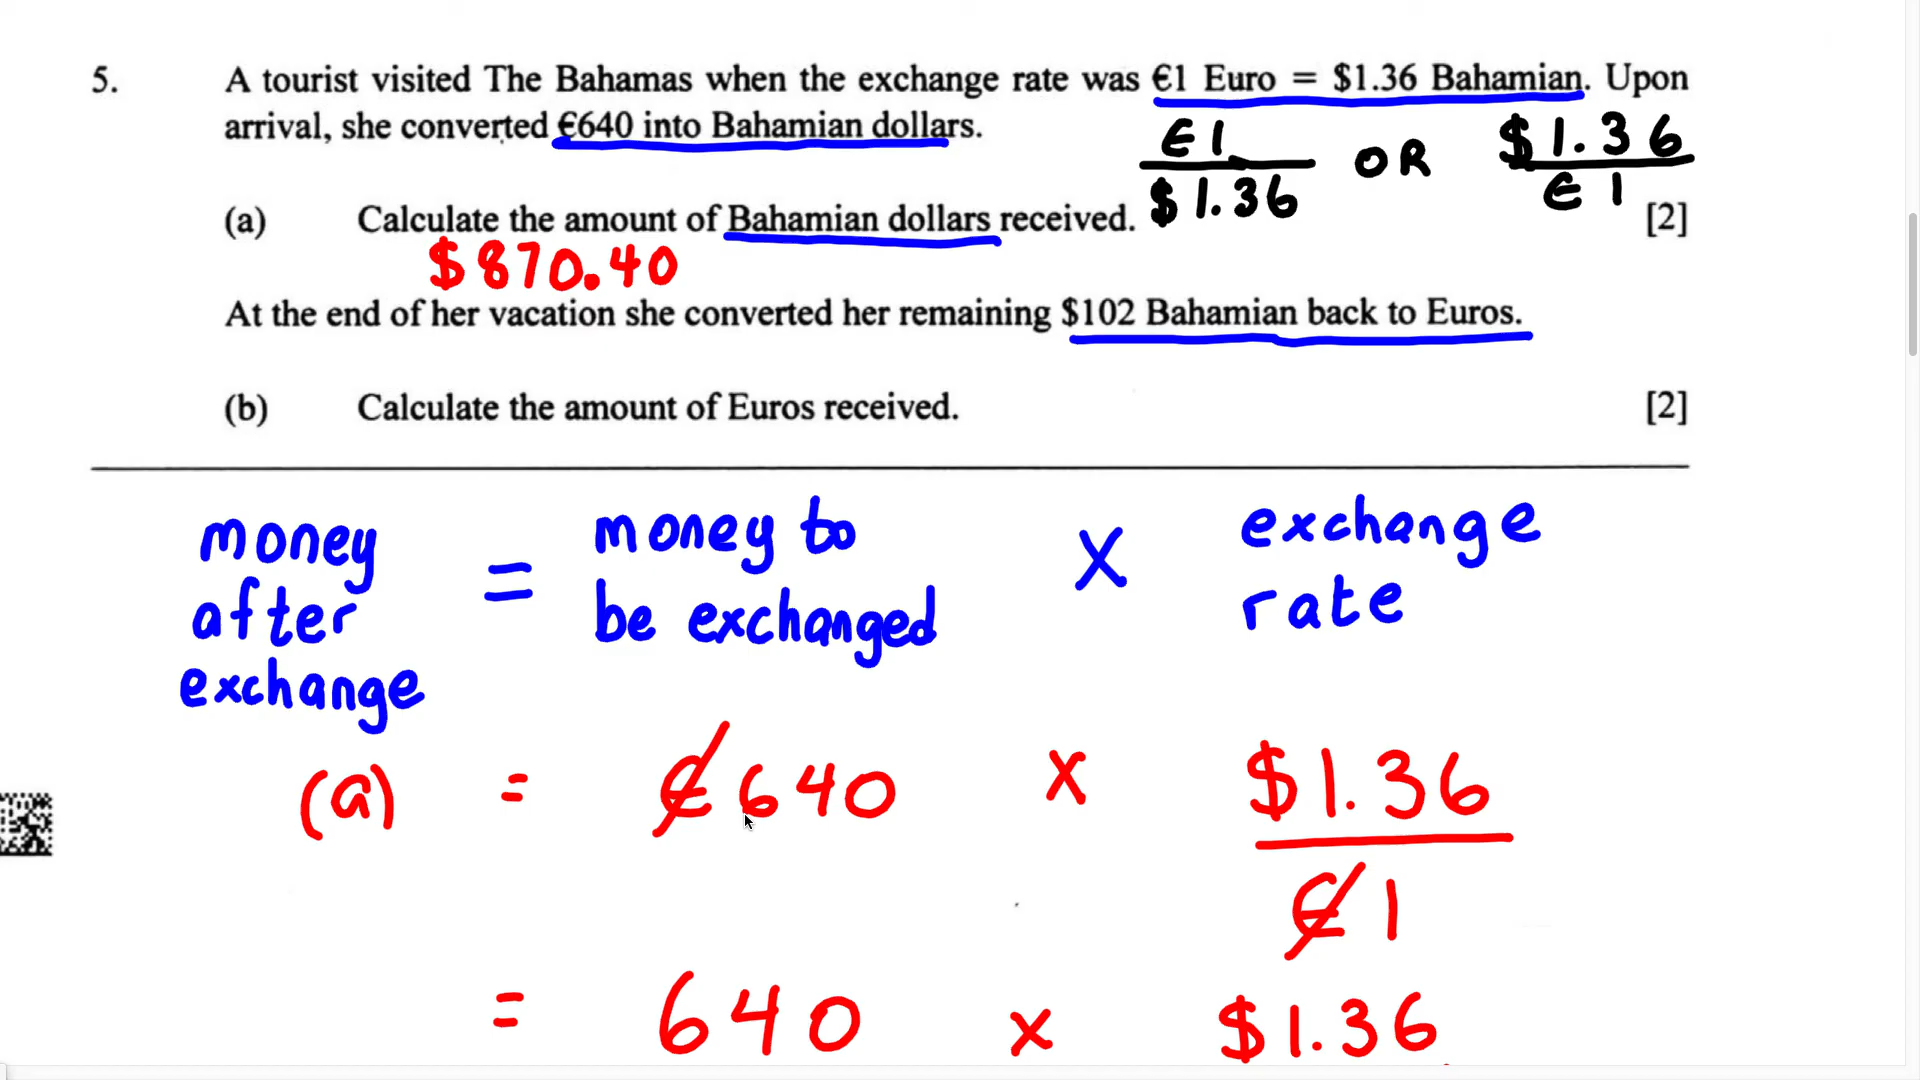 5. A tourist visited The Bahamas when the exchange rate was €1 Euro = $1.36 Bahamian. Upon
arrival, she converted €640 into Bahamian dollars.
€1
$1.36
OR
$1.36
€1
(a) Calculate the amount of Bahamian dollars received. [2]
$870.40
At the end of her vacation she converted her remaining $102 Bahamian back to Euros.
(b) Calculate the amount of Euros received. [2]
money after exchange = money to be exchanged X exchange rate
(a) = €640 x $1.36
€1
= 640 x $1.36